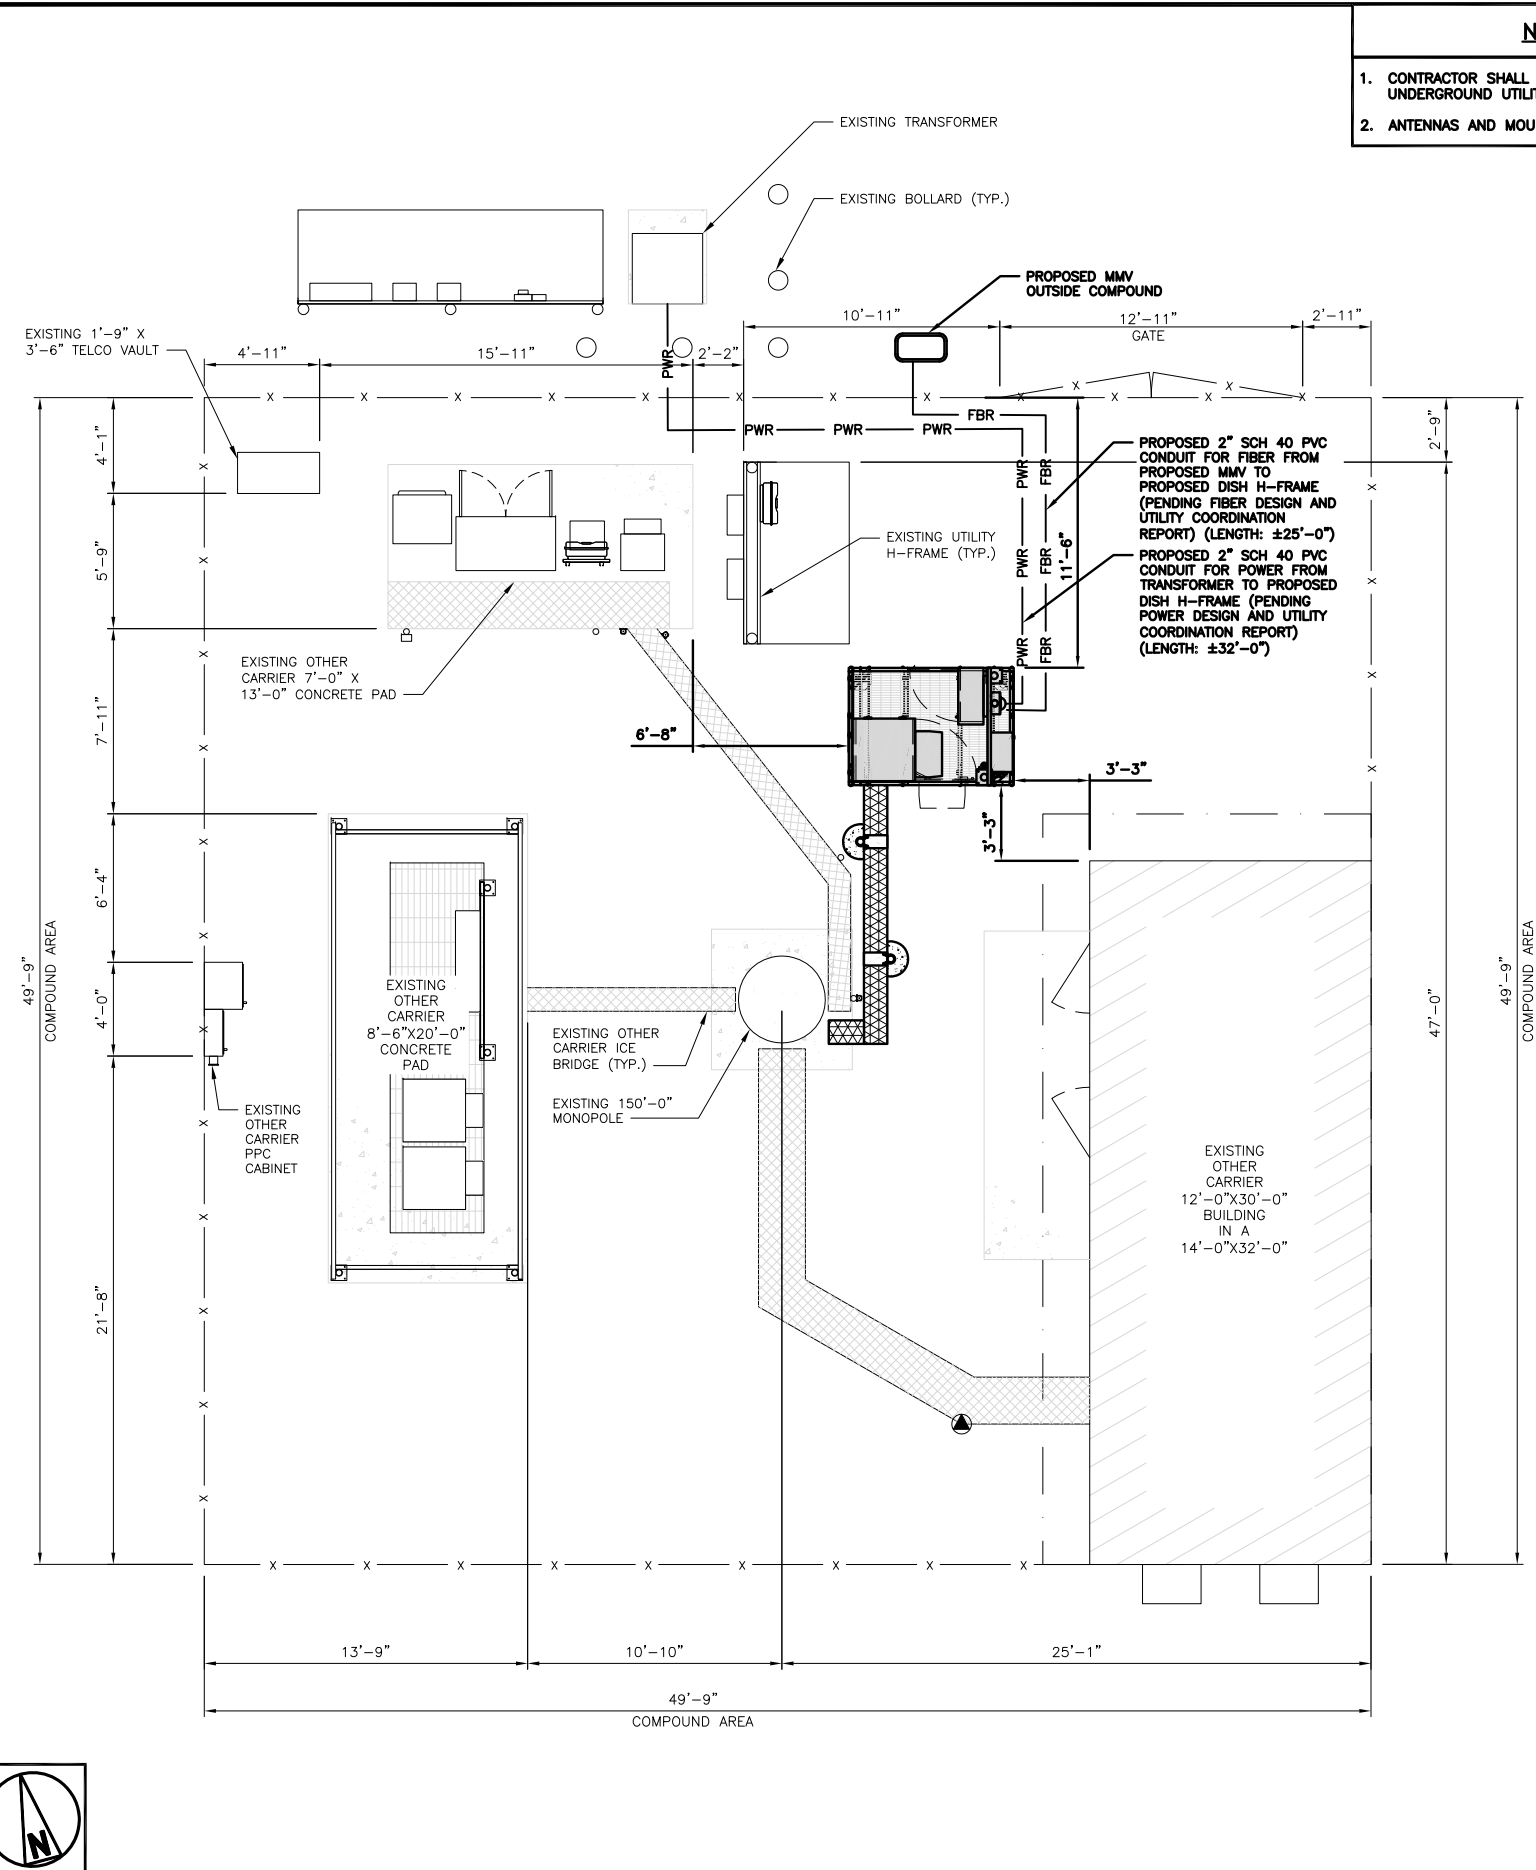 N
1. CONTRACTOR SHALL
UNDERGROUND UTILIT
2. ANTENNAS AND MOU
EXISTING TRANSFORMER
EXISTING BOLLARD (TYP.)
PROPOSED MMV
OUTSIDE COMPOUND
10'-11"
12'-11"
GATE
2'-11"
EXISTING 1'-9" X
3'-6" TELCO VAULT
4'-11"
15'-11"
2'-2"
PWR
X X X X X X X X X X X X
FBR
PWR PWR PWR
4'-1"
2'-9"
PROPOSED 2" SCH 40 PVC
CONDUIT FOR FIBER FROM
PROPOSED MMV TO
PROPOSED DISH H-FRAME
(PENDING FIBER DESIGN AND
UTILITY COORDINATION
REPORT) (LENGTH: ±25'-0")
PWR PWR PWR
FBR FBR FBR
11'-6"
EXISTING UTILITY
H-FRAME (TYP.)
PROPOSED 2" SCH 40 PVC
CONDUIT FOR POWER FROM
TRANSFORMER TO PROPOSED
DISH H-FRAME (PENDING
POWER DESIGN AND UTILITY
COORDINATION REPORT)
(LENGTH: ±32'-0")
5'-9"
EXISTING OTHER
CARRIER 7'-0" X
13'-0" CONCRETE PAD
7'-11"
6'-8"
3'-3"
3'-3"
6'-4"
49'-9"
COMPOUND AREA
4'-0"
X X X X X X X X X X X X
X X X X
EXISTING
OTHER
CARRIER
8'-6"X20'-0"
CONCRETE
PAD
EXISTING OTHER
CARRIER ICE
BRIDGE (TYP.)
EXISTING 150'-0"
MONOPOLE
47'-0"
49'-9"
COMPOUND AREA
EXISTING
OTHER
CARRIER
PPC
CABINET
EXISTING
OTHER
CARRIER
12'-0"X30'-0"
BUILDING
IN A
14'-0"X32'-0"
21'-8"
X X X X X X X X X
13'-9"
10'-10"
25'-1"
49'-9"
COMPOUND AREA
N